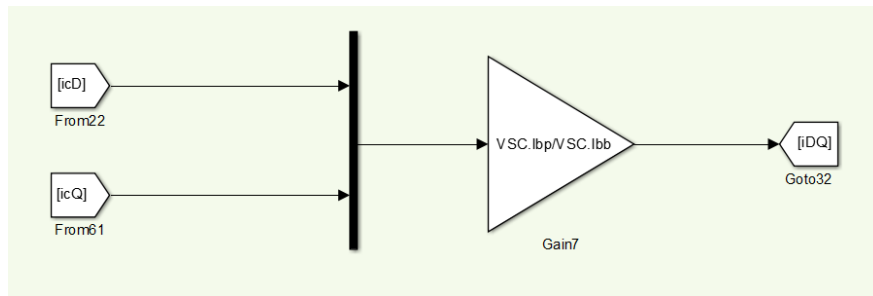 [icD]
From22
[icQ]
From61
VSC.Ibp/VSC.Ibb
Gain7
[iDQ]
Goto32